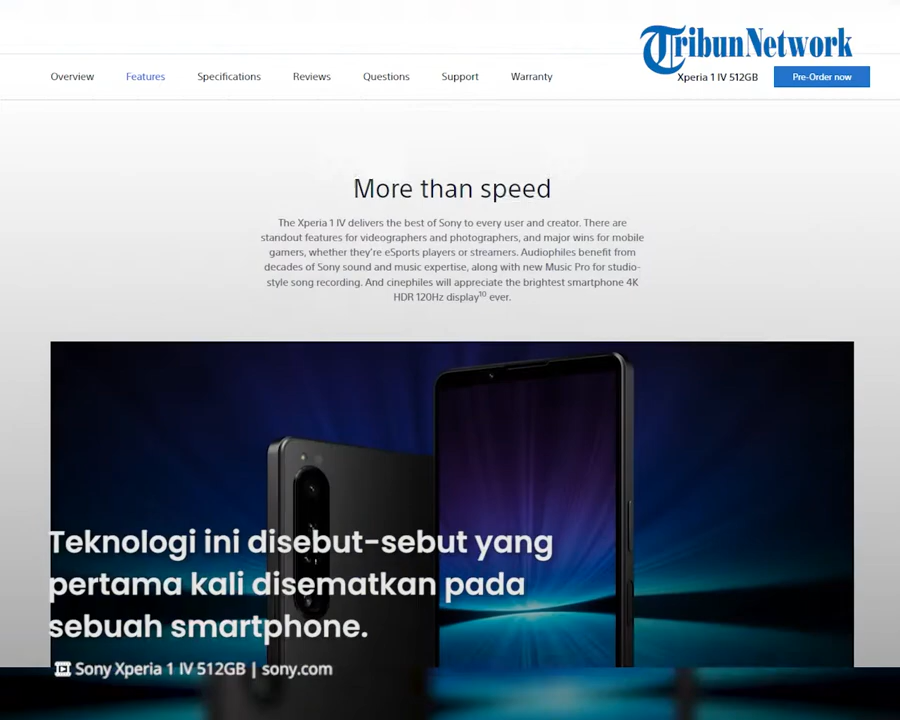 TribunNetwork
Overview Features Specifications Reviews Questions Support Warranty Xperia 1 IV 512GB Pre-Order now
More than speed
The Xperia 1 IV delivers the best of Sony to every user and creator. There are
standout features for videographers and photographers, and major wins for mobile
gamers, whether they're eSports players or streamers. Audiophiles benefit from
decades of Sony sound and music expertise, along with new Music Pro for studio-
style song recording. And cinephiles will appreciate the brightest smartphone 4K
HDR 120Hz display10 ever.
Teknologi ini disebut-sebut yang
pertama kali disematkan pada
sebuah smartphone.
Sony Xperia 1 IV 512GB | sony.com